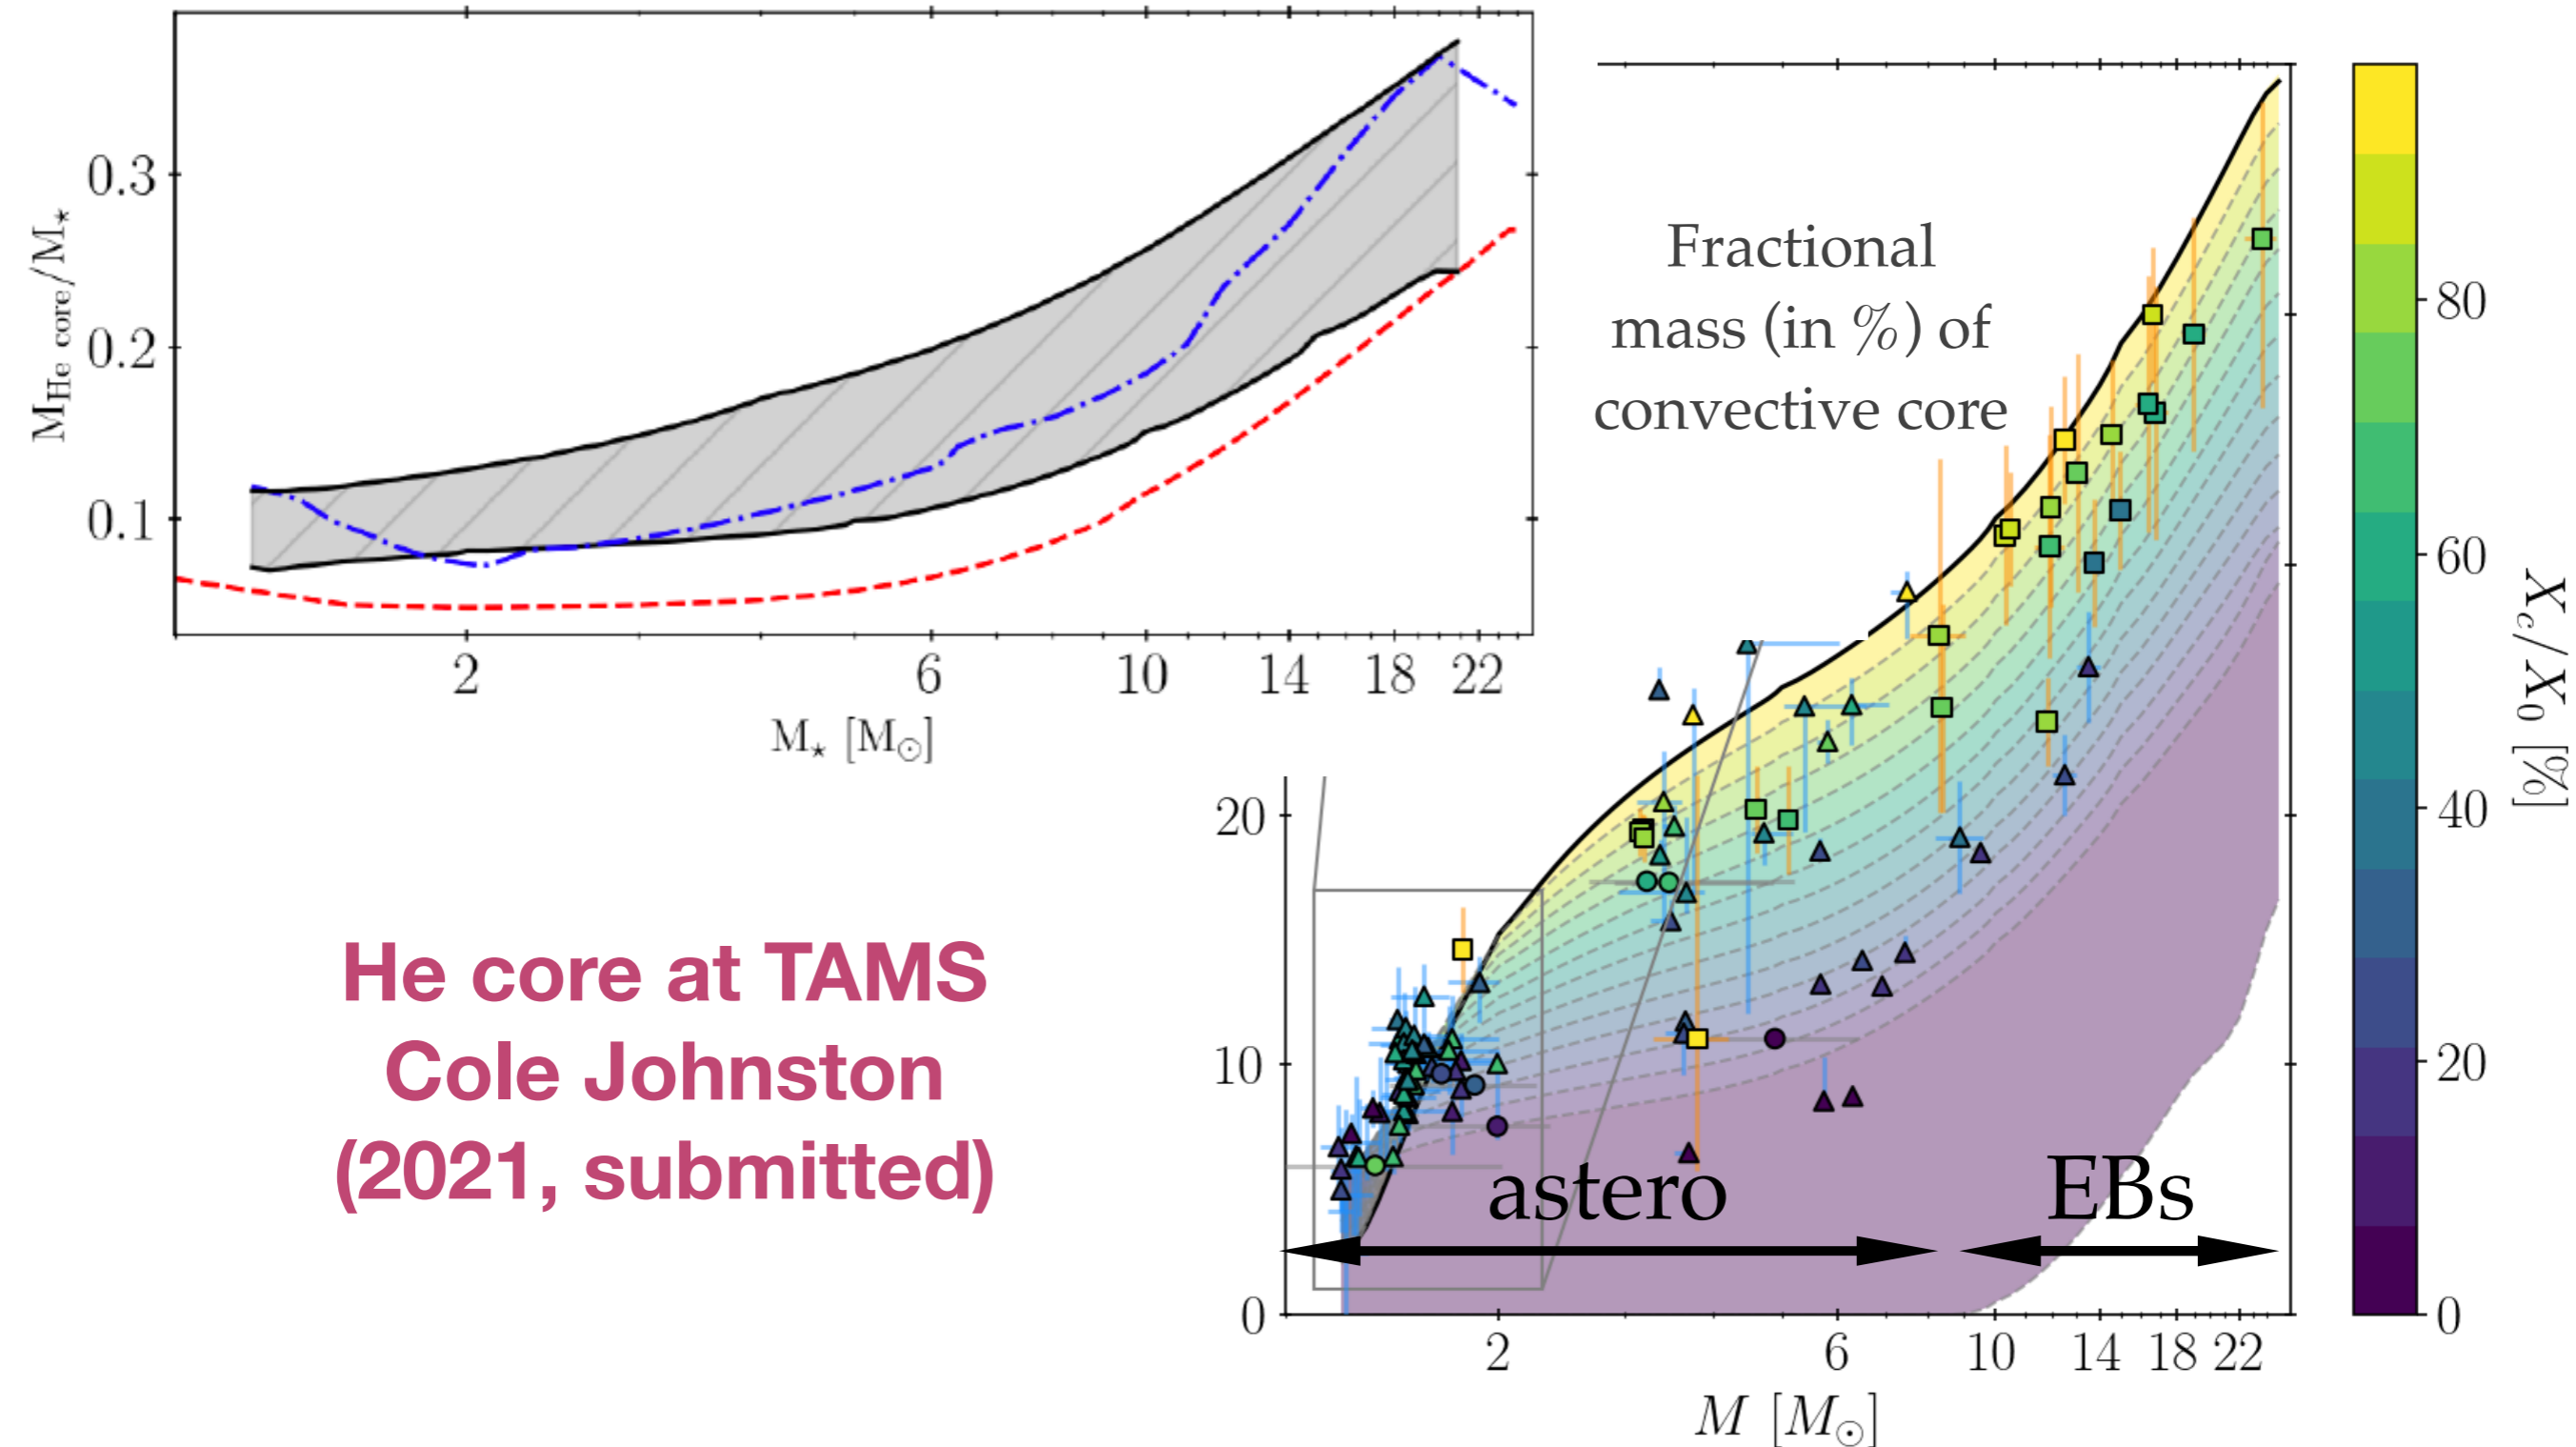 M_He core/M_⋆
0.3
0.2
0.1
2 6 10 14 18 22
M_⋆ [M_⊙]
Fractional
mass (in %) of
convective core
He core at TAMS
Cole Johnston
(2021, submitted)
20
10
0
astero
EBs
2 6 10 14 18 22
M [M_⊙]
80
60
40
20
0
X_c/X_0 [%]